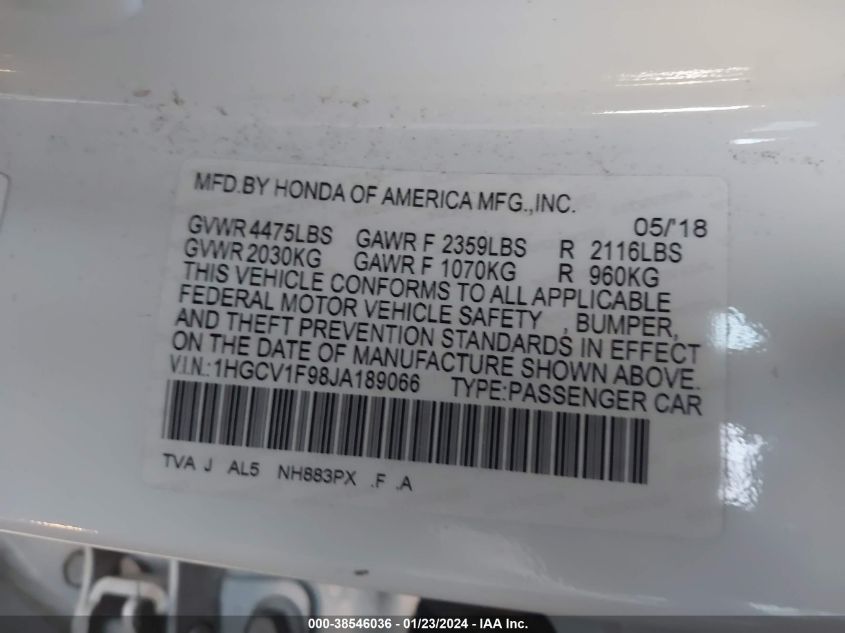 MFD.BY HONDA OF AMERICA MFG.,INC.
05/'18
GVWR 4475LBS GAWR F 2359LBS R 2116LBS
GVWR 2030KG GAWR F 1070KG R 960KG
THIS VEHICLE CONFORMS TO ALL APPLICABLE
FEDERAL MOTOR VEHICLE SAFETY , BUMPER,
AND THEFT PREVENTION STANDARDS IN EFFECT
ON THE DATE OF MANUFACTURE SHOWN ABOVE.
V.I.N.:1HGCV1F98JA189066 TYPE:PASSENGER CAR
TVA J AL5 NH883PX .F .A
000-38546036 - 01/23/2024 - IAA Inc.